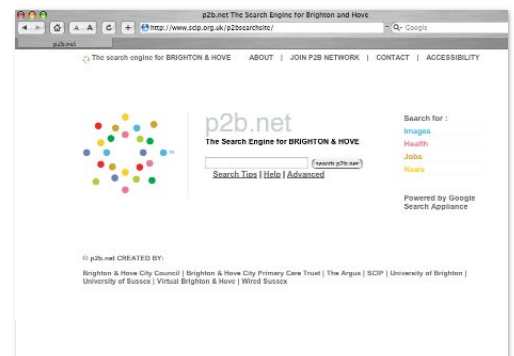 p2b.net The Search Engine for Brighton and Hove
A A C + http://www.scip.org.uk/p2bsearchsite/ Q- Google
p2b.net
The search engine for BRIGHTON & HOVE ABOUT | JOIN P2B NETWORK | CONTACT | ACCESSIBILITY
p2b.net
The Search Engine for BRIGHTON & HOVE
search p2b.net
Search Tips | Help | Advanced
TM
Search for :
Images
Health
Jobs
News
Powered by Google
Search Appliance
© p2b.net CREATED BY:
Brighton & Hove City Council | Brighton & Hove City Primary Care Trust | The Argus | SCIP | University of Brighton |
University of Sussex | Virtual Brighton & Hove | Wired Sussex